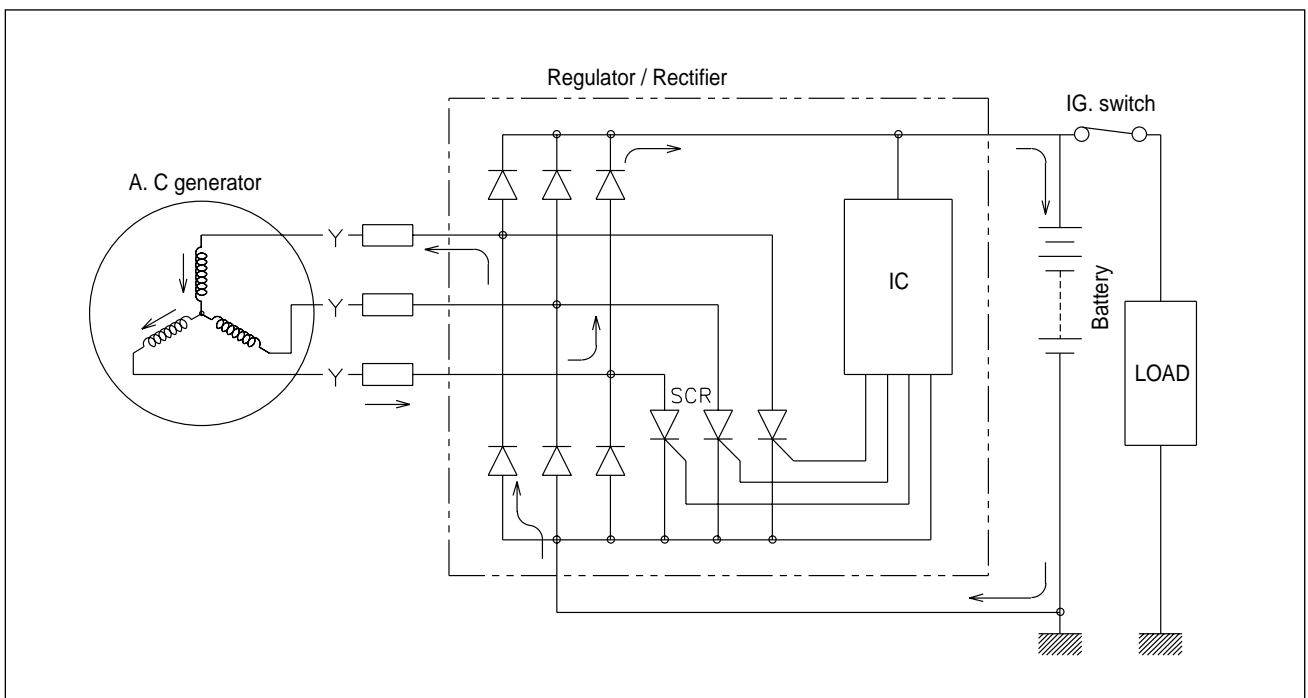 Regulator / Rectifier
IG. switch
A. C generator
Y
Y
Y
IC
SCR
Battery
LOAD